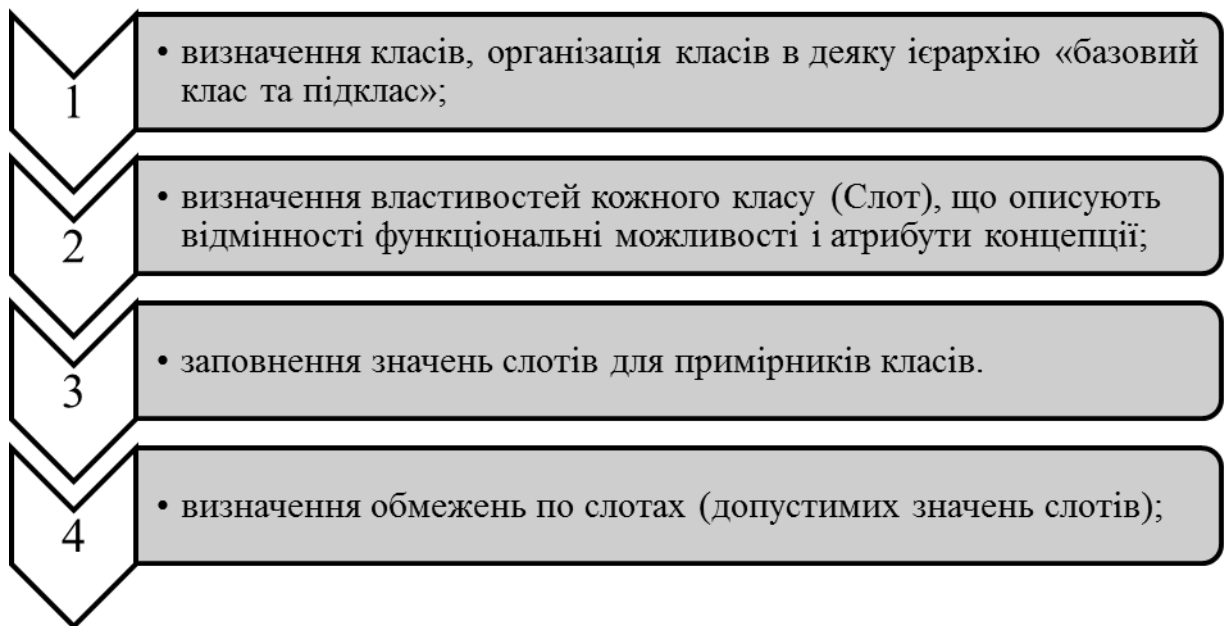 1
• визначення класів, організація класів в деяку ієрархію «базовий
клас та підклас»;
2
• визначення властивостей кожного класу (Слот), що описують
відмінності функціональні можливості і атрибути концепції;
3
• заповнення значень слотів для примірників класів.
4
• визначення обмежень по слотах (допустимих значень слотів);